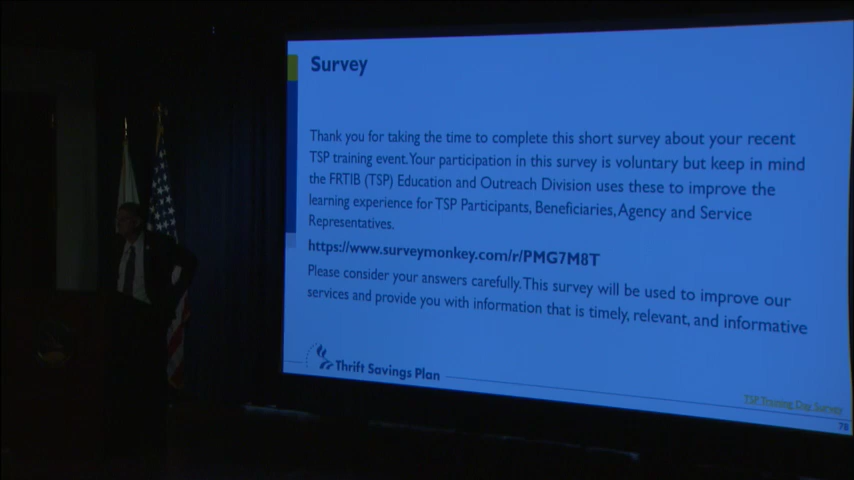 Survey
Thank you for taking the time to complete this short survey about your recent
TSP training event. Your participation in this survey is voluntary but keep in mind
the FRTIB (TSP) Education and Outreach Division uses these to improve the
learning experience for TSP Participants, Beneficiaries, Agency and Service
Representatives.
https://www.surveymonkey.com/r/PMG7M8T
Please consider your answers carefully. This survey will be used to improve our
services and provide you with information that is timely, relevant, and informative
Thrift Savings Plan
TSP Training Day Survey
78